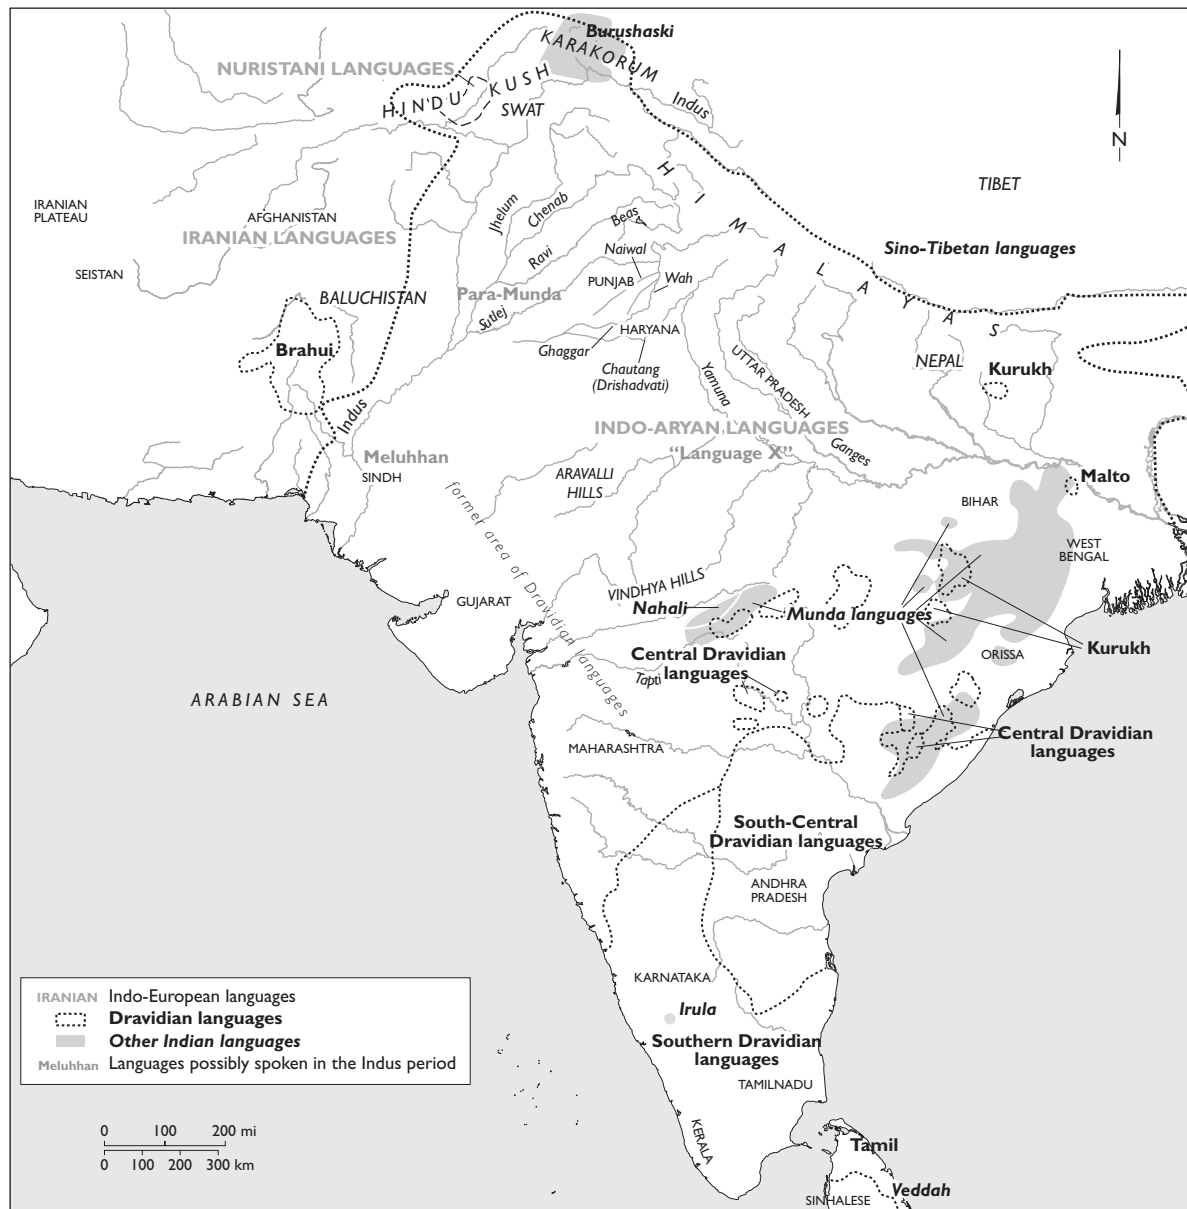 Burushaski
KARAKORUM
NURISTANI LANGUAGES
HINDU KUSH
SWAT
Indus
N
HIMALAYAS
TIBET
IRANIAN
PLATEAU
AFGHANISTAN
IRANIAN LANGUAGES
Jhelum
Chenab
Beas
Ravi
Naiwal
Sino-Tibetan languages
SEISTAN
PUNJAB
Wah
BALUCHISTAN
Para-Munda
Sutlej
HARYANA
Brahui
Ghaggar
Chautang
(Drishadvati)
Yamuna
UTTAR PRADESH
NEPAL
Kurukh
Indus
INDO-ARYAN LANGUAGES
“Language X”
Ganges
Meluhhan
SINDH
ARAVALLI
HILLS
Malto
BIHAR
former area of Dravidian languages
WEST
BENGAL
VINDHYA HILLS
GUJARAT
Nahali
Munda languages
Central Dravidian
languages
ORISSA
Kurukh
Tapti
ARABIAN SEA
MAHARASHTRA
Central Dravidian
languages
South-Central
Dravidian languages
ANDHRA
PRADESH
KARNATAKA
Irula
Southern Dravidian
languages
TAMILNADU
KERALA
Tamil
Veddah
SINHALESE
IRANIAN Indo-European languages
Dravidian languages
Other Indian languages
Meluhhan Languages possibly spoken in the Indus period
0 100 200 mi
0 100 200 300 km